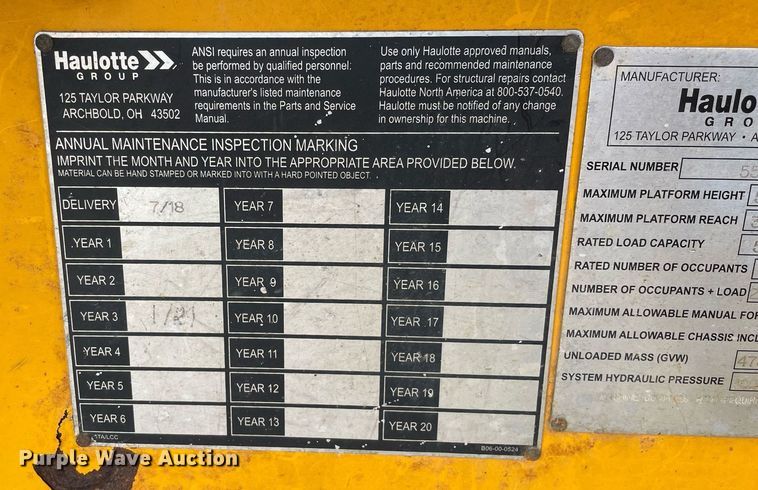 Haulotte
GROUP
125 TAYLOR PARKWAY
ARCHBOLD, OH 43502
ANSI requires an annual inspection
be performed by qualified personnel:
This is in accordance with the
manufacturer's listed maintenance
requirements in the Parts and Service
Manual.
Use only Haulotte approved manuals,
parts and recommended maintenance
procedures. For structural repairs contact
Haulotte North America at 800-537-0540.
Haulotte must be notified of any change
in ownership for this machine.
ANNUAL MAINTENANCE INSPECTION MARKING
IMPRINT THE MONTH AND YEAR INTO THE APPROPRIATE AREA PROVIDED BELOW.
MATERIAL CAN BE HAND STAMPED OR MARKED INTO WITH A HARD POINTED OBJECT.
DELIVERY 7/18 YEAR 7 YEAR 14
YEAR 1 YEAR 8 YEAR 15
YEAR 2 YEAR 9 YEAR 16
YEAR 3 1/21 YEAR 10 YEAR 17
YEAR 4 YEAR 11 YEAR 18
YEAR 5 YEAR 12 YEAR 19
YEAR 6 YEAR 13 YEAR 20
STA/LCC B06-00-0524
MANUFACTURER:
Haulo
GRO
125 TAYLOR PARKWAY • A
SERIAL NUMBER 55
MAXIMUM PLATFORM HEIGHT
MAXIMUM PLATFORM REACH
RATED LOAD CAPACITY
RATED NUMBER OF OCCUPANTS
NUMBER OF OCCUPANTS + LOAD
MAXIMUM ALLOWABLE MANUAL FOR
MAXIMUM ALLOWABLE CHASSIS INCL
UNLOADED MASS (GVW) 47
SYSTEM HYDRAULIC PRESSURE
Purple Wave Auction